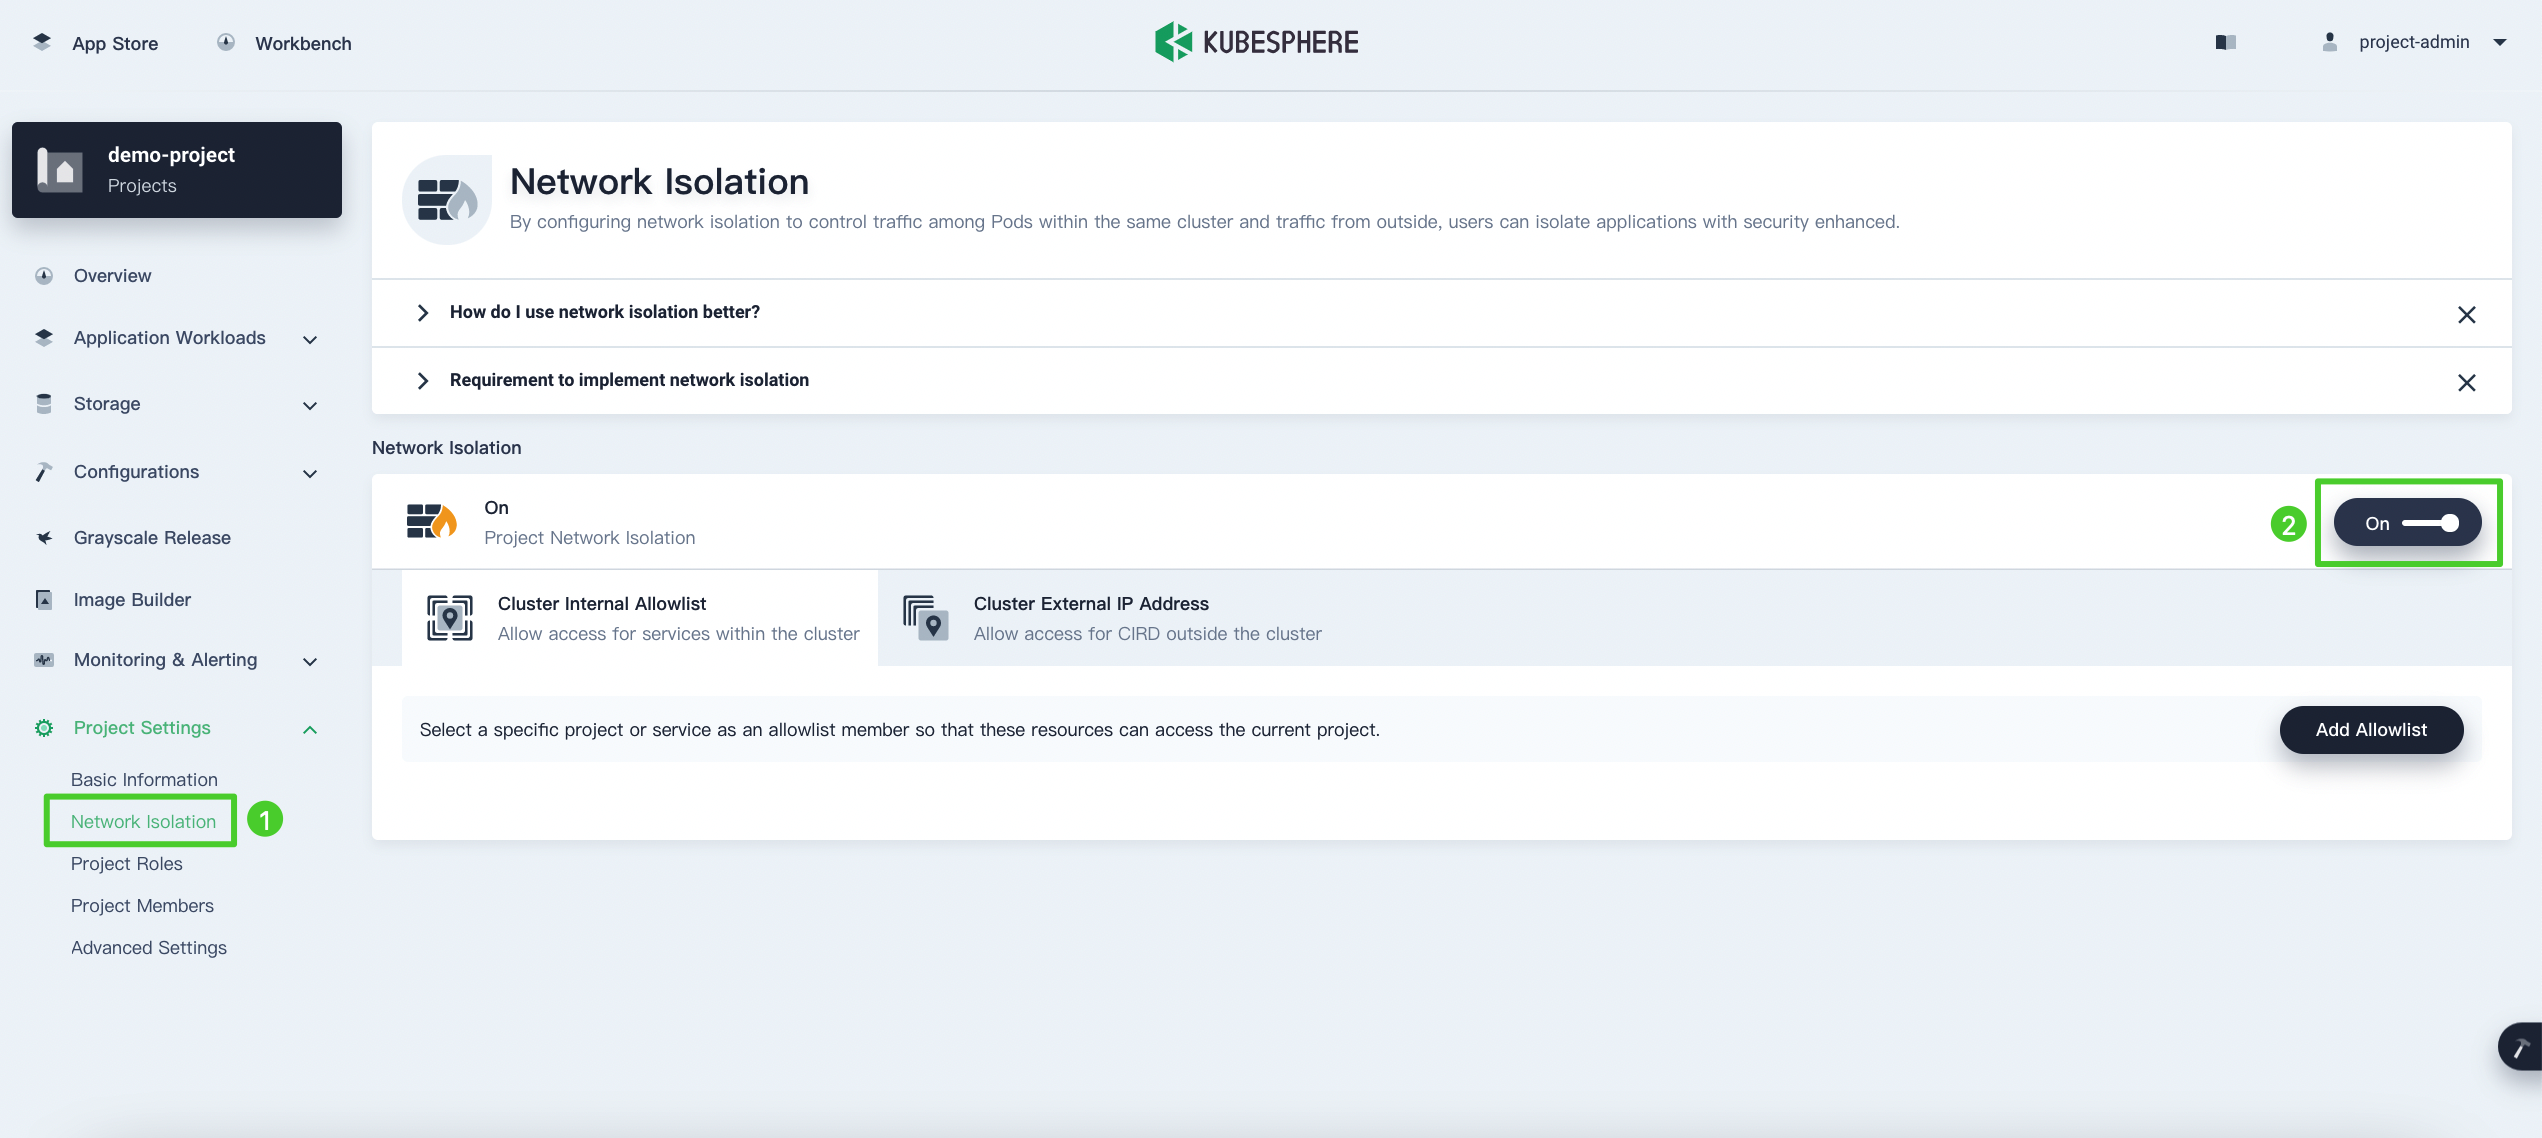 App Store
Workbench
KUBESPHERE
project-admin
demo-project
Projects
Overview
Application Workloads
Storage
Configurations
Grayscale Release
Image Builder
Monitoring & Alerting
Project Settings
Basic Information
Network Isolation
1
Project Roles
Project Members
Advanced Settings
Network Isolation
By configuring network isolation to control traffic among Pods within the same cluster and traffic from outside, users can isolate applications with security enhanced.
How do I use network isolation better?
Requirement to implement network isolation
Network Isolation
On
Project Network Isolation
2
On
Cluster Internal Allowlist
Allow access for services within the cluster
Cluster External IP Address
Allow access for CIRD outside the cluster
Select a specific project or service as an allowlist member so that these resources can access the current project.
Add Allowlist